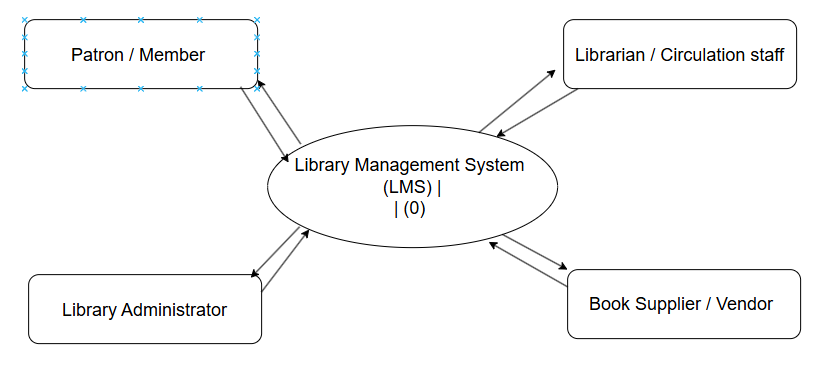 Patron / Member
Librarian / Circulation staff
Library Management System
(LMS) |
| (0)
Library Administrator
Book Supplier / Vendor